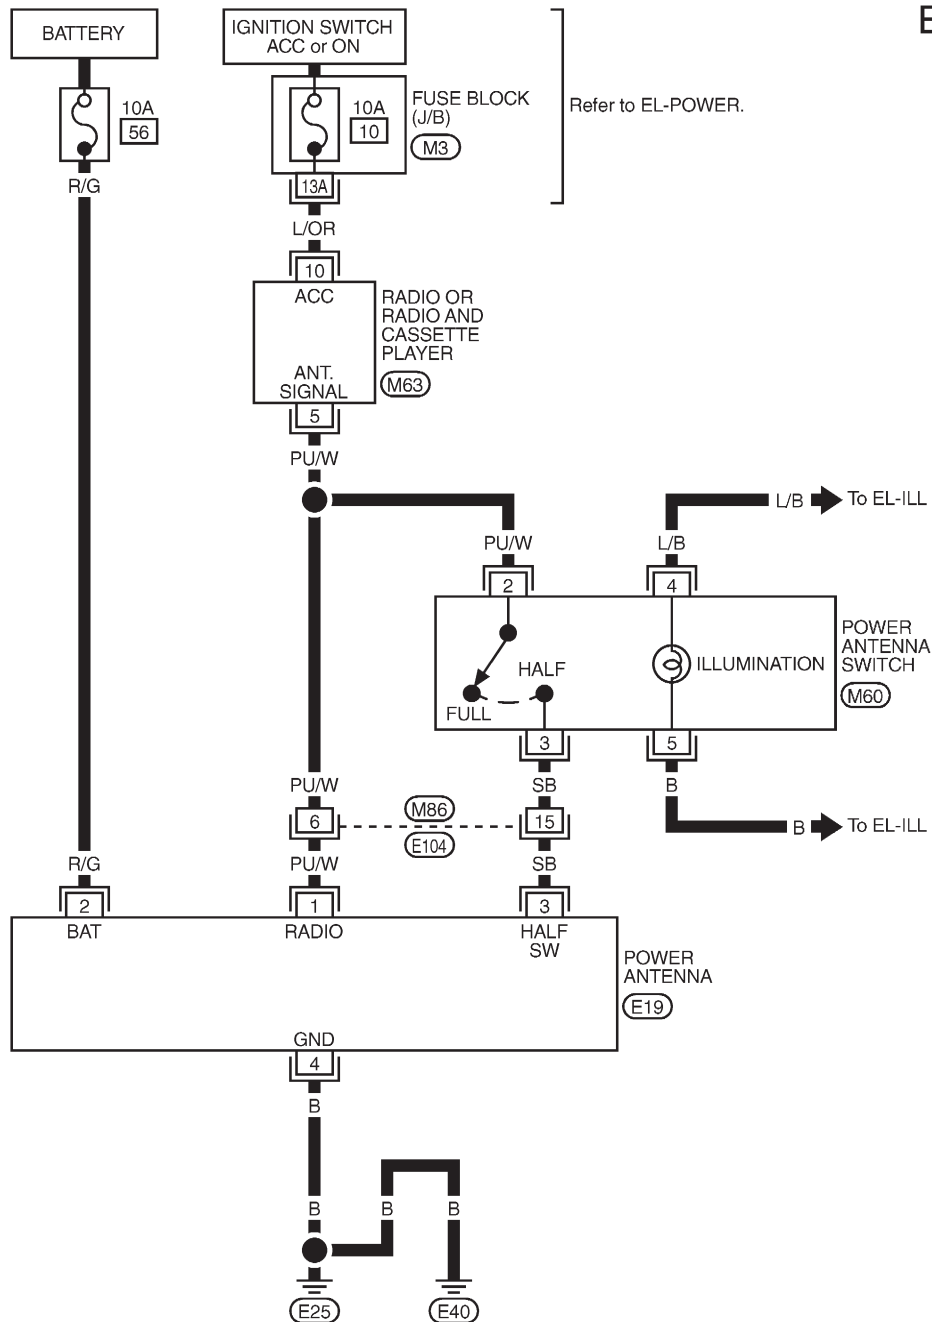 E
BATTERY
IGNITION SWITCH
ACC or ON
10A
56
10A
10
FUSE BLOCK
(J/B)
M3
Refer to EL-POWER.
R/G
13A
L/OR
10
ACC
RADIO OR
RADIO AND
CASSETTE
PLAYER
M63
ANT.
SIGNAL
5
PU/W
L/B
To EL-ILL
PU/W
L/B
2
4
POWER
ANTENNA
SWITCH
M60
ILLUMINATION
HALF
FULL
3
5
PU/W
SB
B
6
M86
E104
15
B
To EL-ILL
R/G
PU/W
SB
2
1
3
BAT
RADIO
HALF
SW
POWER
ANTENNA
E19
GND
4
B
B
B
B
E25
E40